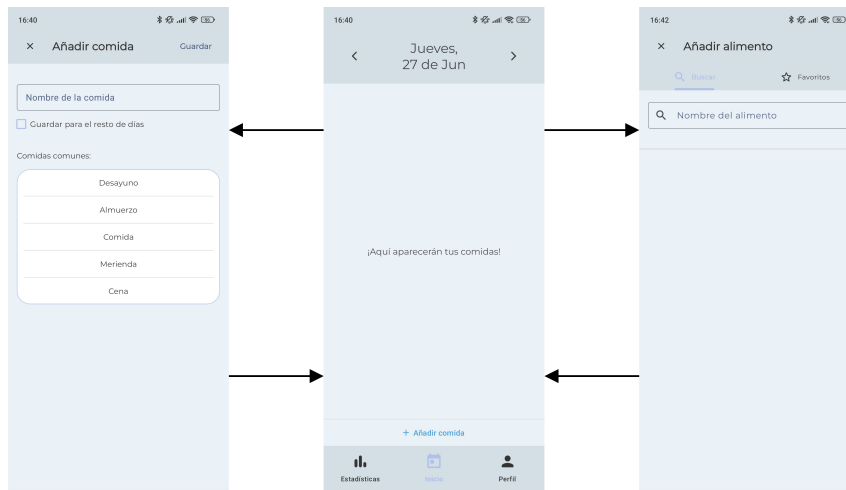 16:40
Añadir comida
Guardar
Nombre de la comida
Guardar para el resto de días
Comidas comunes:
Desayuno
Almuerzo
Comida
Merienda
Cena
16:40
56
Jueves,
27 de Jun
¡Aquí aparecerán tus comidas!
+ Añadir comida
Estadísticas
Inicio
Perfil
16:42
Añadir alimento
Buscar
Favoritos
Nombre del alimento